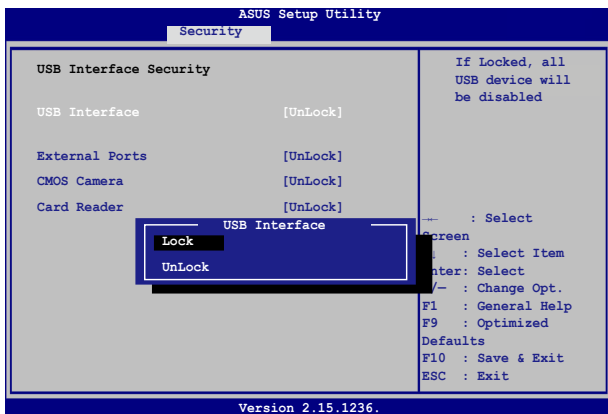 ASUS Setup Utility
Security
USB Interface Security
USB Interface [UnLock]
External Ports [UnLock]
CMOS Camera [UnLock]
Card Reader [UnLock]
USB Interface
Lock
UnLock
If Locked, all
USB device will
be disabled
→← : Select
: Select Item
: Select
/— : Change Opt.
F1 : General Help
F9 : Optimized
Defaults
F10 : Save & Exit
ESC : Exit
Version 2.15.1236.